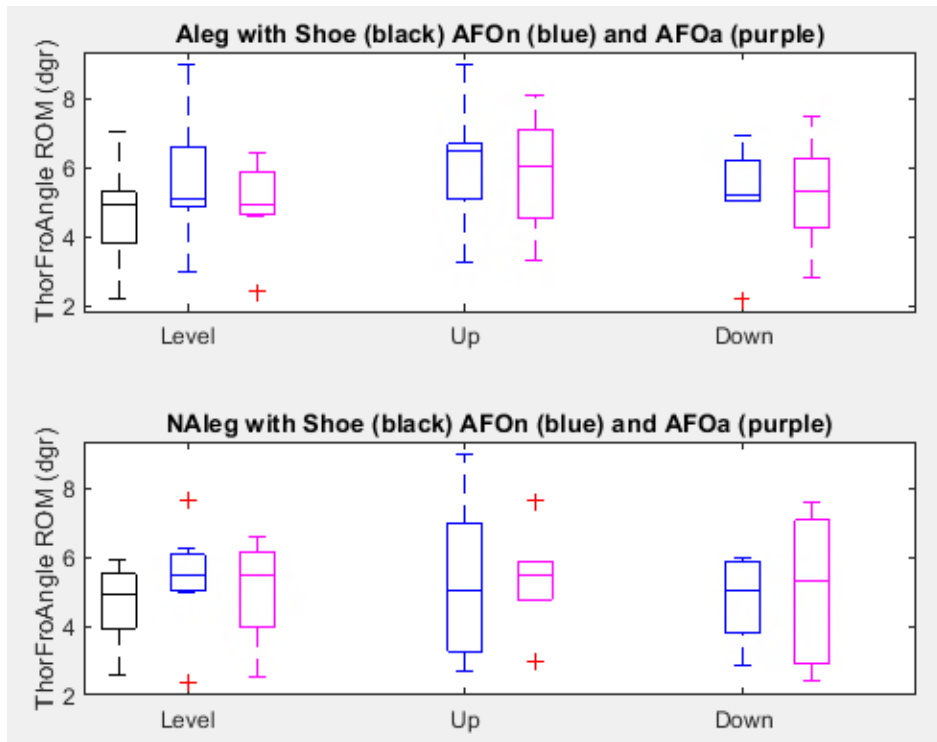 Aleg with Shoe (black) AFOn (blue) and AFOa (purple)
ThorFroAngle ROM (dgr)
8
6
4
2
Level Up Down
NAleg with Shoe (black) AFOn (blue) and AFOa (purple)
ThorFroAngle ROM (dgr)
8
6
4
2
Level Up Down